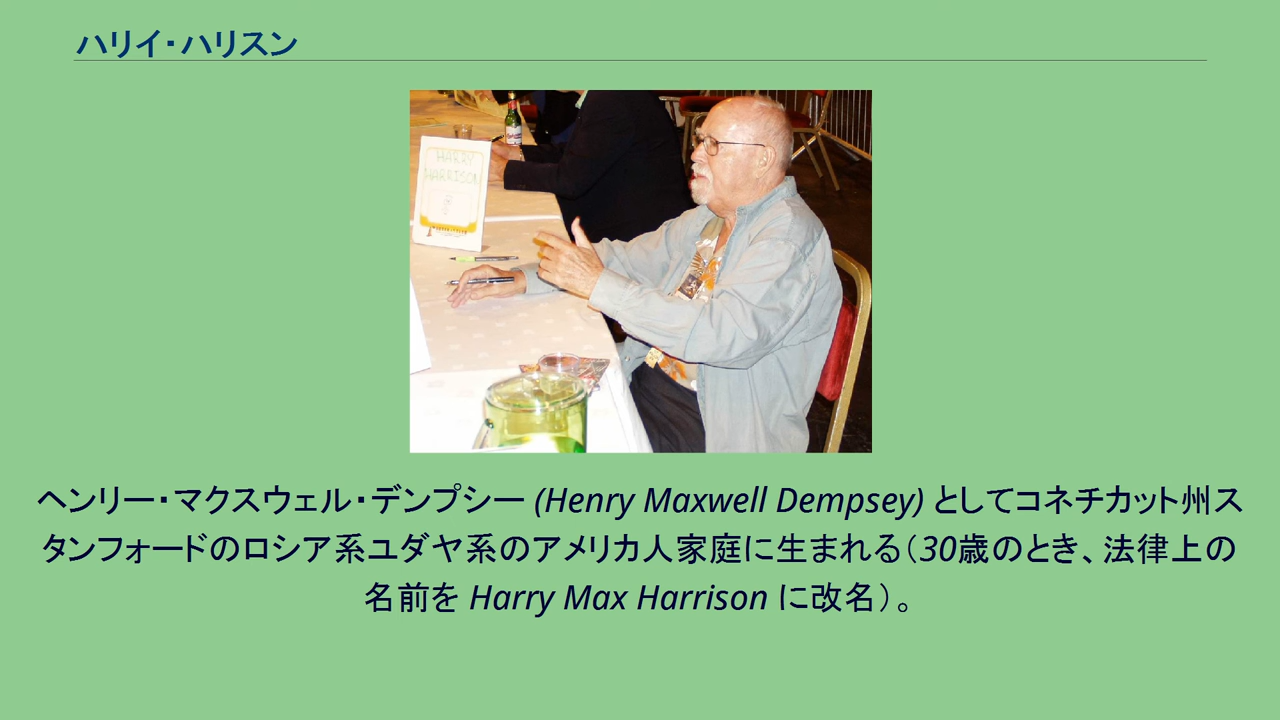 ハリイ・ハリスン
HARRY
HARRISON
ヘンリー・マクスウェル・デンプシー (Henry Maxwell Dempsey) としてコネチカット州ス
タンフォードのロシア系ユダヤ系のアメリカ人家庭に生まれる（30歳のとき、法律上の
名前を Harry Max Harrison に改名）。